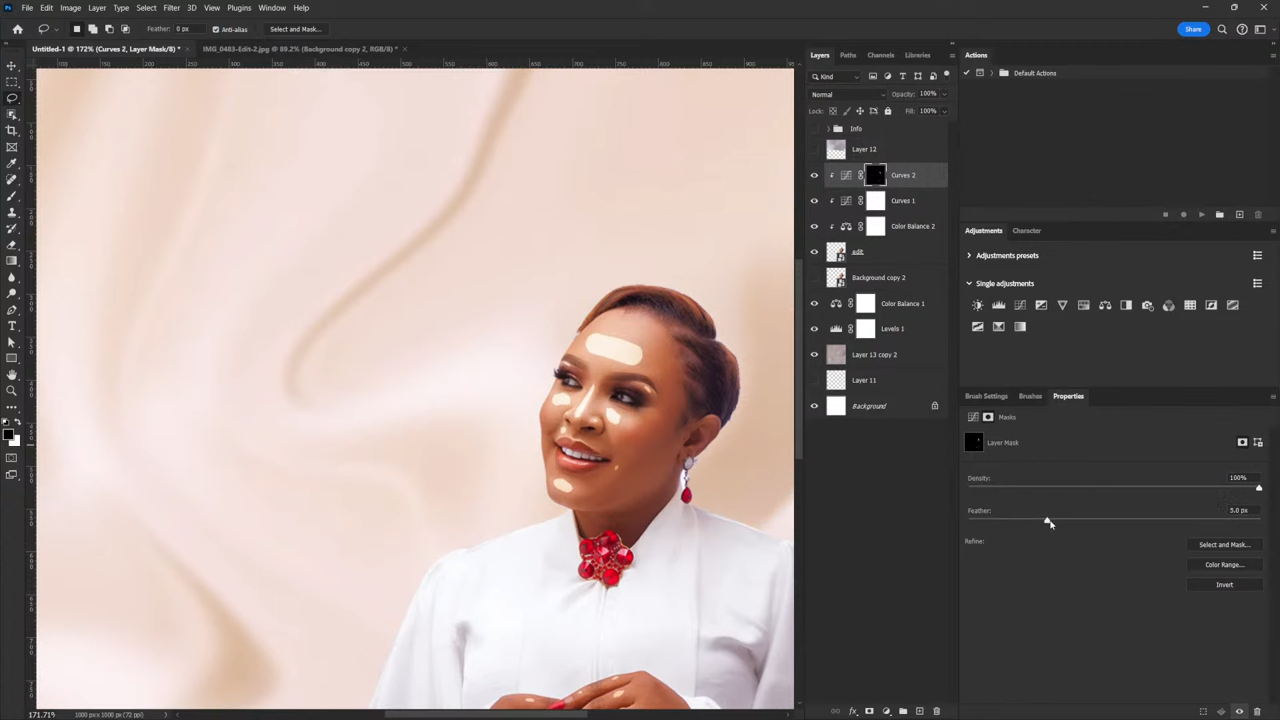 Ps File Edit Image Layer Type Select Filter 3D View Plugins Window Help
Feather: 0 px Anti-alias Select and Mask... Share
Untitled-1 @ 172% (Curves 2, Layer Mask/8) * IMG_0483-Edit-2.jpg @ 89.2% (Background copy 2, RGB/8) *
Layers Paths Channels Libraries
Actions
Kind
Default Actions
Normal Opacity: 100%
Lock: Fill: 100%
Info
Layer 12
Curves 2
Curves 1
Color Balance 2
edit
Background copy 2
Color Balance 1
Levels 1
Layer 13 copy 2
Layer 11
Background
Adjustments Character
Adjustments presets
Single adjustments
Brush Settings Brushes Properties
Masks
Layer Mask
Density: 100%
Feather: 5.0 px
Refine: Select and Mask...
Color Range...
Invert
171.71% 1000 px x 1000 px (72 ppi)